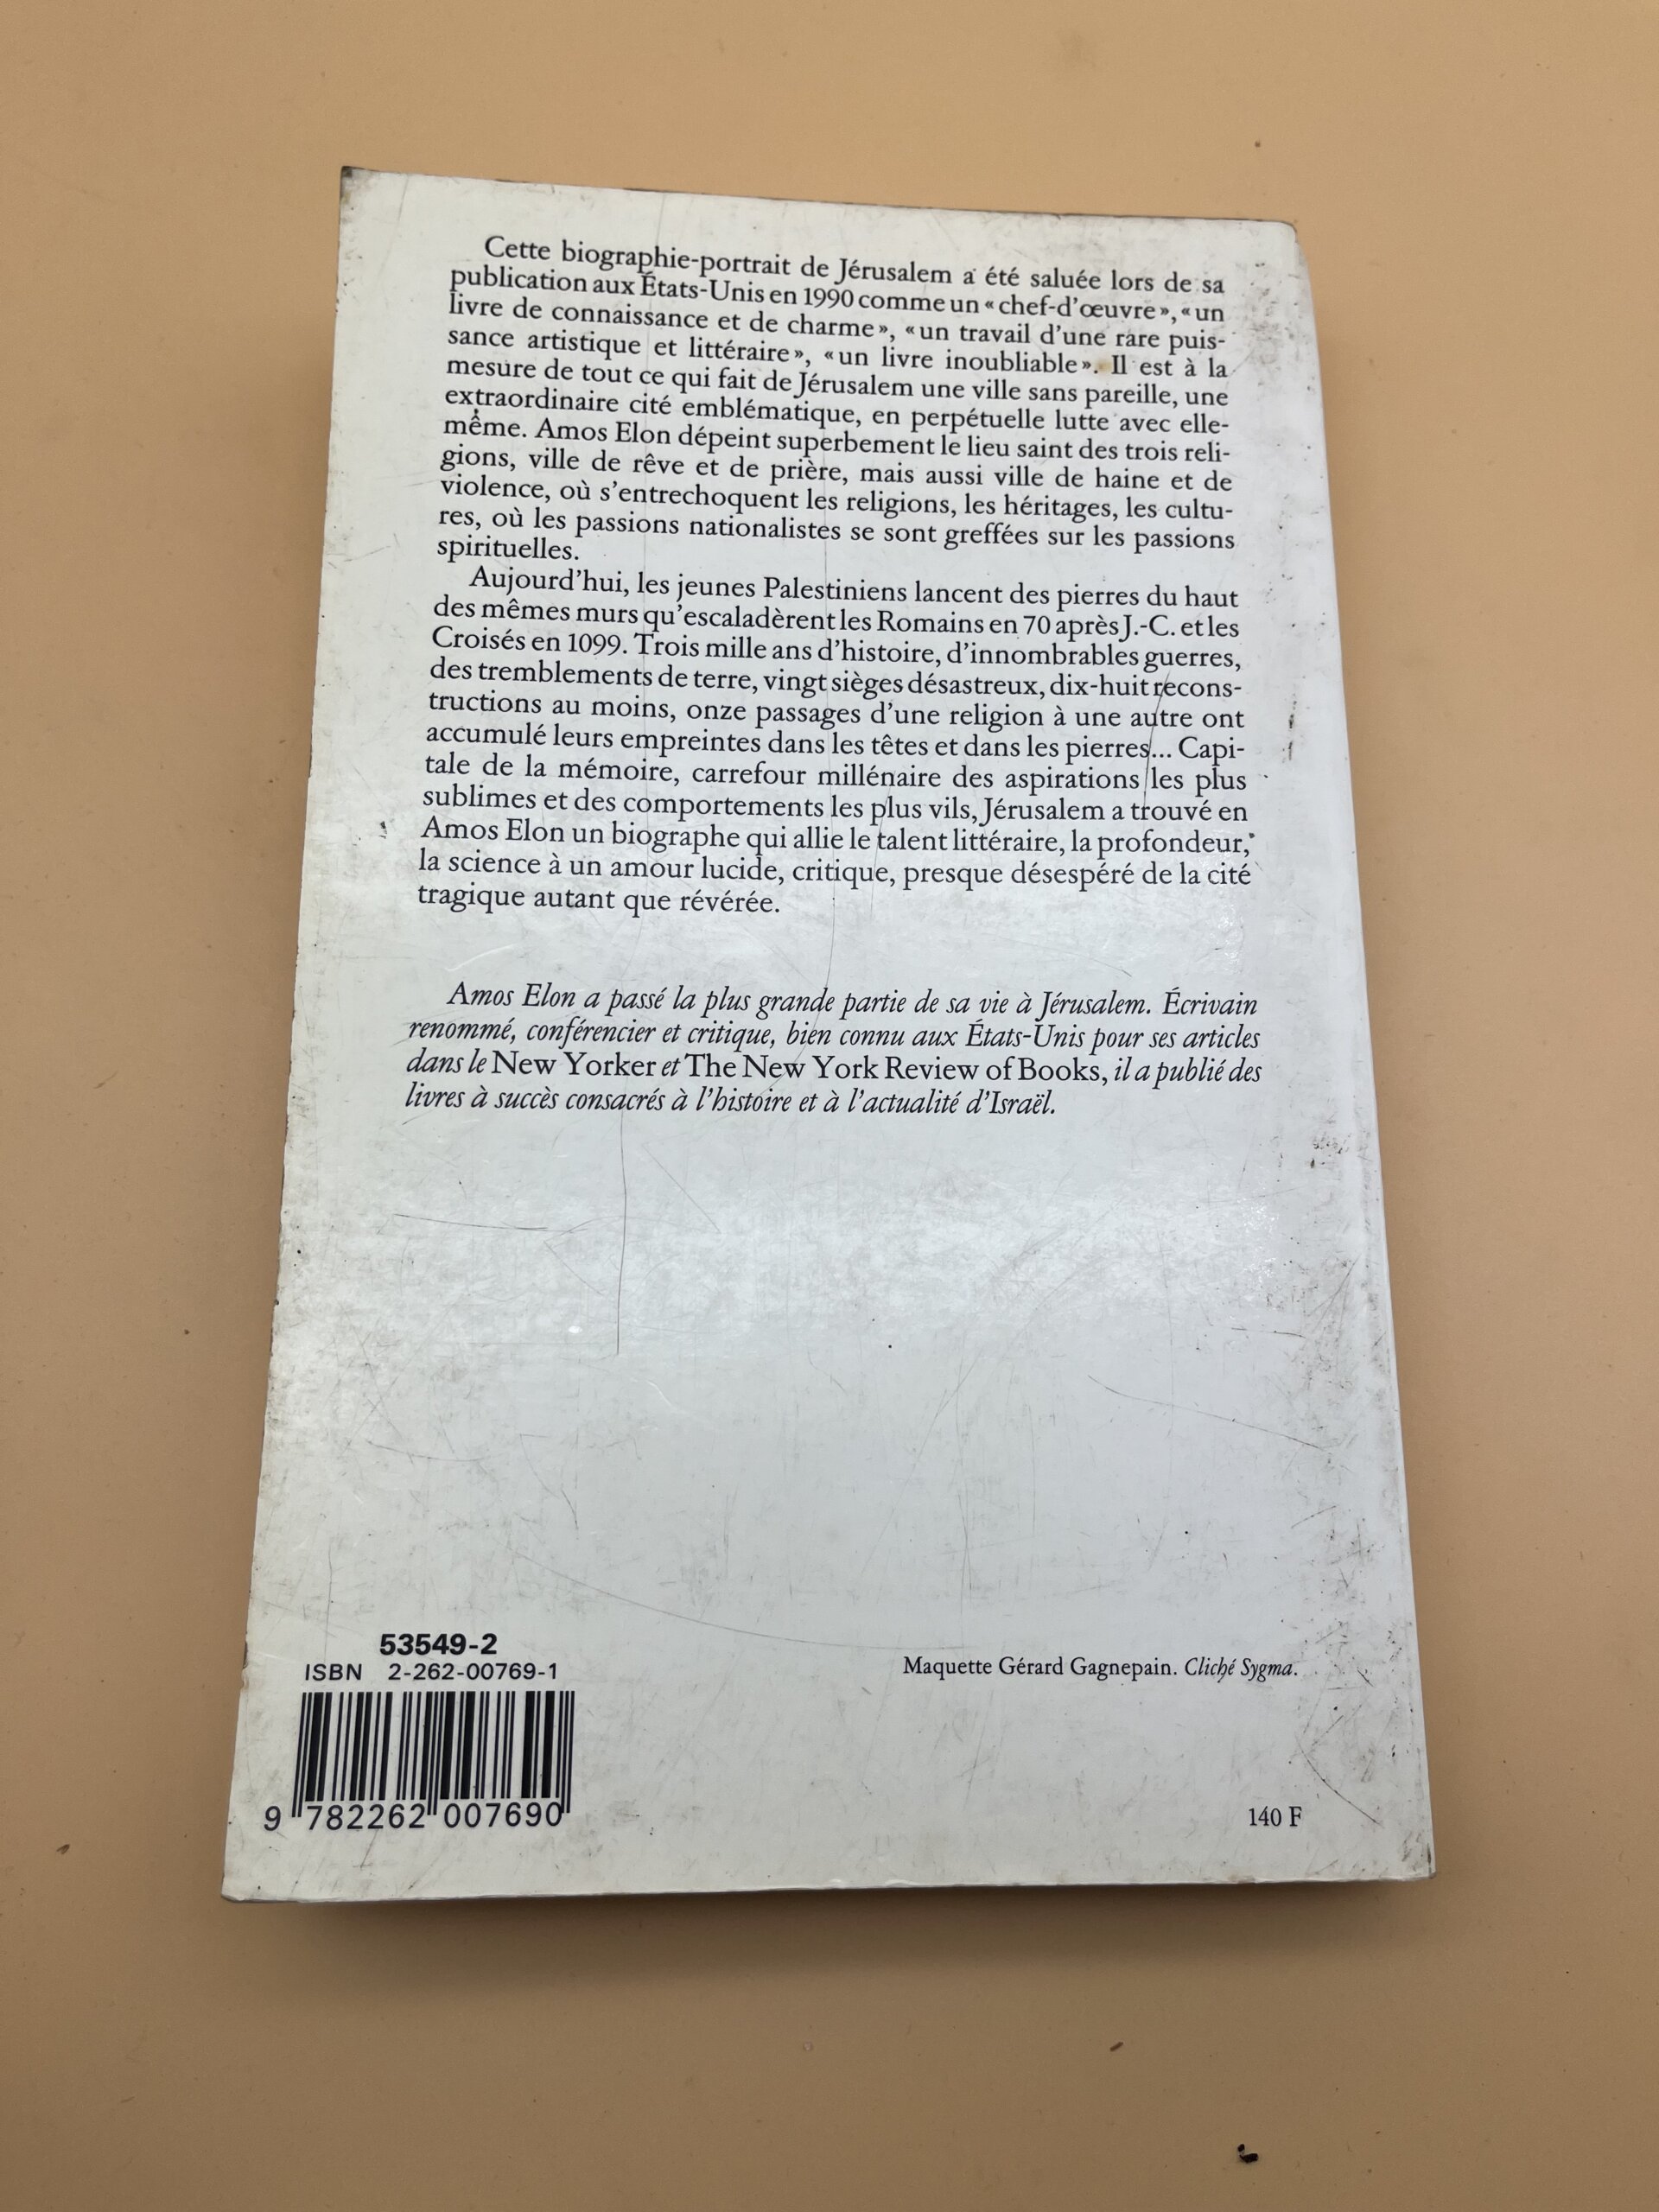 Cette biographie-portrait de Jérusalem a été saluée lors de sa
publication aux États-Unis en 1990 comme un « chef-d'œuvre », « un
livre de connaissance et de charme », « un travail d'une rare puis-
sance artistique et littéraire », « un livre inoubliable ». Il est à la
mesure de tout ce qui fait de Jérusalem une ville sans pareille, une
extraordinaire cité emblématique, en perpétuelle lutte avec elle-
même. Amos Elon dépeint superbement le lieu saint des trois reli-
gions, ville de rêve et de prière, mais aussi ville de haine et de
violence, où s'entrechoquent les religions, les héritages, les cultu-
res, où les passions nationalistes se sont greffées sur les passions
spirituelles.
Aujourd'hui, les jeunes Palestiniens lancent des pierres du haut
des mêmes murs qu'escaladèrent les Romains en 70 après J.-C. et les
Croisés en 1099. Trois mille ans d'histoire, d'innombrables guerres,
des tremblements de terre, vingt sièges désastreux, dix-huit recons-
tructions au moins, onze passages d'une religion à une autre ont
accumulé leurs empreintes dans les têtes et dans les pierres... Capi-
tale de la mémoire, carrefour millénaire des aspirations les plus
sublimes et des comportements les plus vils, Jérusalem a trouvé en
Amos Elon un biographe qui allie le talent littéraire, la profondeur,
la science à un amour lucide, critique, presque désespéré de la cité
tragique autant que révérée.
Amos Elon a passé la plus grande partie de sa vie à Jérusalem. Écrivain
renommé, conférencier et critique, bien connu aux États-Unis pour ses articles
dans le New Yorker et The New York Review of Books, il a publié des
livres à succès consacrés à l'histoire et à l'actualité d'Israël.
53549-2
ISBN 2-262-00769-1
Maquette Gérard Gagnepain. Cliché Sygma.
9 782262 007690
140 F